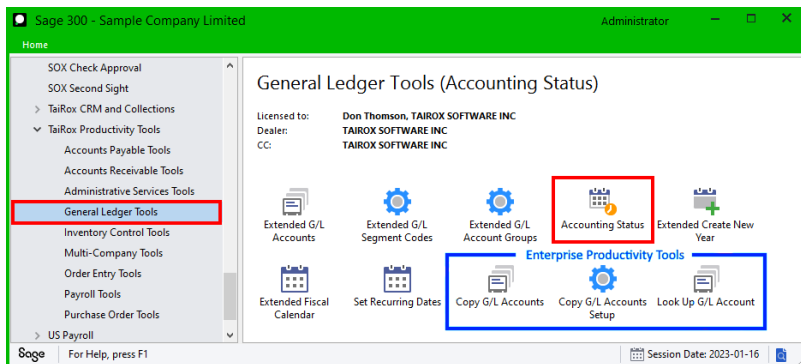 Sage 300 - Sample Company Limited
Administrator
Home
SOX Check Approval
SOX Second Sight
TaiRox CRM and Collections
TaiRox Productivity Tools
Accounts Payable Tools
Accounts Receivable Tools
Administrative Services Tools
General Ledger Tools
Inventory Control Tools
Multi-Company Tools
Order Entry Tools
Payroll Tools
Purchase Order Tools
US Payroll
General Ledger Tools (Accounting Status)
Licensed to: Don Thomson, TAIROX SOFTWARE INC
Dealer: TAIROX SOFTWARE INC
CC: TAIROX SOFTWARE INC
Extended G/L
Accounts
Extended G/L
Segment Codes
Extended G/L
Account Groups
Accounting Status
Extended Create New
Year
Enterprise Productivity Tools
Extended Fiscal
Calendar
Set Recurring Dates
Copy G/L Accounts
Copy G/L Accounts
Setup
Look Up G/L Account
Sage
For Help, press F1
Session Date: 2023-01-16